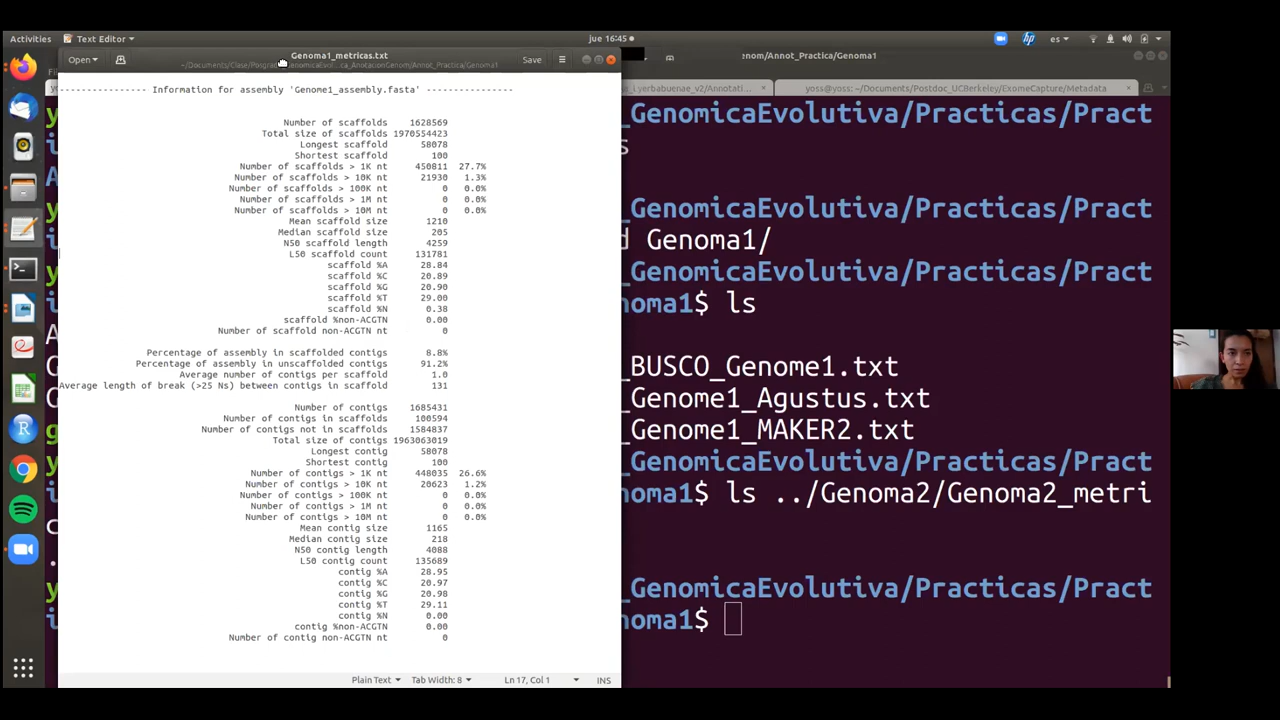 Activities
Text Editor
jue 16:45
es
Open
Genoma1_metricas.txt
Save
enom/Annot_Practica/Genoma1
--------------- Information for assembly 'Genome1_assembly.fasta' ----------------
Number of scaffolds 1628569
Total size of scaffolds 1970554423
Longest scaffold 58078
Shortest scaffold 100
Number of scaffolds > 1K nt 450811 27.7%
Number of scaffolds > 10K nt 21930 1.3%
Number of scaffolds > 100K nt 0 0.0%
Number of scaffolds > 1M nt 0 0.0%
Number of scaffolds > 10M nt 0 0.0%
Mean scaffold size 1210
Median scaffold size 205
N50 scaffold length 4259
L50 scaffold count 131781
scaffold %A 28.84
scaffold %C 20.89
scaffold %G 20.90
scaffold %T 29.00
scaffold %N 0.38
scaffold %non-ACGTN 0.00
Number of scaffold non-ACGTN nt 0
Percentage of assembly in scaffolded contigs 8.8%
Percentage of assembly in unscaffolded contigs 91.2%
Average number of contigs per scaffold 1.0
Average length of break (>25 Ns) between contigs in scaffold 131
Number of contigs 1685431
Number of contigs in scaffolds 100594
Number of contigs not in scaffolds 1584837
Total size of contigs 1963063019
Longest contig 58078
Shortest contig 100
Number of contigs > 1K nt 448035 26.6%
Number of contigs > 10K nt 20623 1.2%
Number of contigs > 100K nt 0 0.0%
Number of contigs > 1M nt 0 0.0%
Number of contigs > 10M nt 0 0.0%
Mean contig size 1165
Median contig size 218
N50 contig length 4088
L50 contig count 135689
contig %A 28.95
contig %C 20.97
contig %G 20.98
contig %T 29.11
contig %N 0.00
contig %non-ACGTN 0.00
Number of contig non-ACGTN nt 0
Plain Text
Tab Width: 8
Ln 17, Col 1
INS
yoss@yoss: ~/Documents/Postdoc_UCBerkeley/ExomeCapture/Metadata
_GenomicaEvolutiva/Practicas/Pract
s
_GenomicaEvolutiva/Practicas/Pract
d Genoma1/
_GenomicaEvolutiva/Practicas/Pract
noma1$ ls
_BUSCO_Genome1.txt
_Genome1_Agustus.txt
_Genome1_MAKER2.txt
_GenomicaEvolutiva/Practicas/Pract
noma1$ ls ../Genoma2/Genoma2_metri
_GenomicaEvolutiva/Practicas/Pract
noma1$